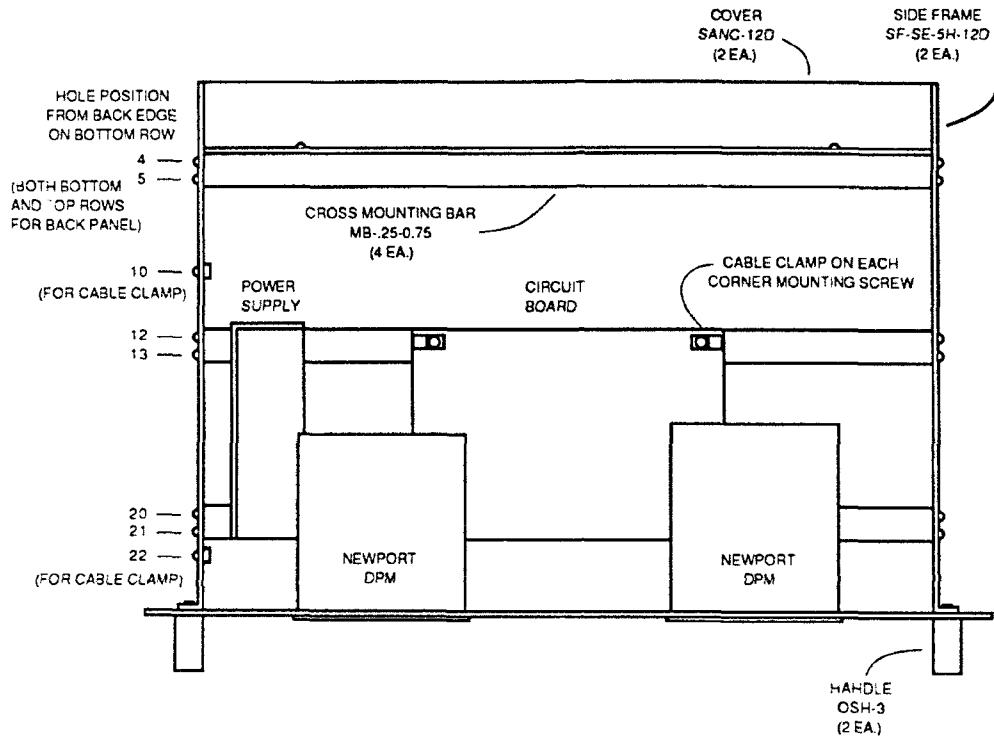 COVER
SANC-12D
(2 EA.)
SIDE FRAME
SF-SE-5H-12D
(2 EA.)
HOLE POSITION
FROM BACK EDGE
ON BOTTOM ROW
4
5
(BOTH BOTTOM
AND TOP ROWS
FOR BACK PANEL)
CROSS MOUNTING BAR
MB-.25-0.75
(4 EA.)
10
(FOR CABLE CLAMP)
POWER
SUPPLY
CIRCUIT
BOARD
CABLE CLAMP ON EACH
CORNER MOUNTING SCREW
12
13
20
21
22
(FOR CABLE CLAMP)
NEWPORT
DPM
NEWPORT
DPM
HANDLE
OSH-3
(2 EA.)